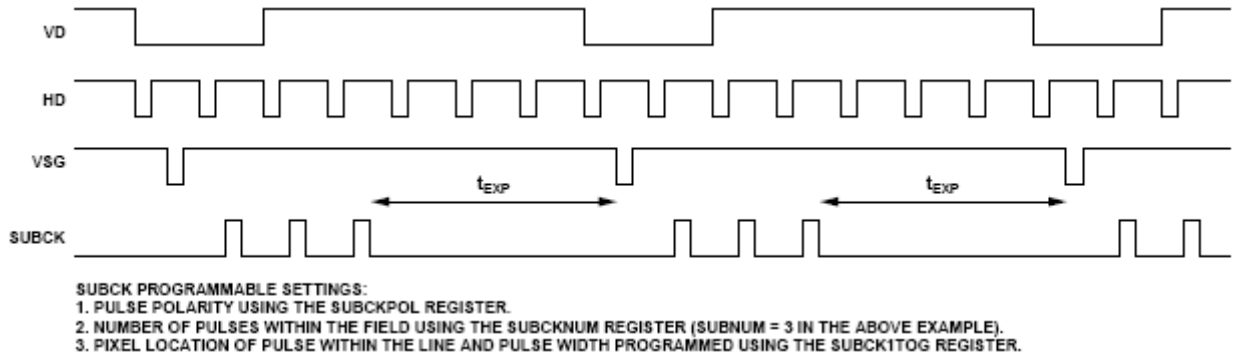 VD
HD
VSG
tEXP tEXP
SUBCK
SUBCK PROGRAMMABLE SETTINGS:
1. PULSE POLARITY USING THE SUBCKPOL REGISTER.
2. NUMBER OF PULSES WITHIN THE FIELD USING THE SUBCKNUM REGISTER (SUBNUM = 3 IN THE ABOVE EXAMPLE).
3. PIXEL LOCATION OF PULSE WITHIN THE LINE AND PULSE WIDTH PROGRAMMED USING THE SUBCK1TOG REGISTER.